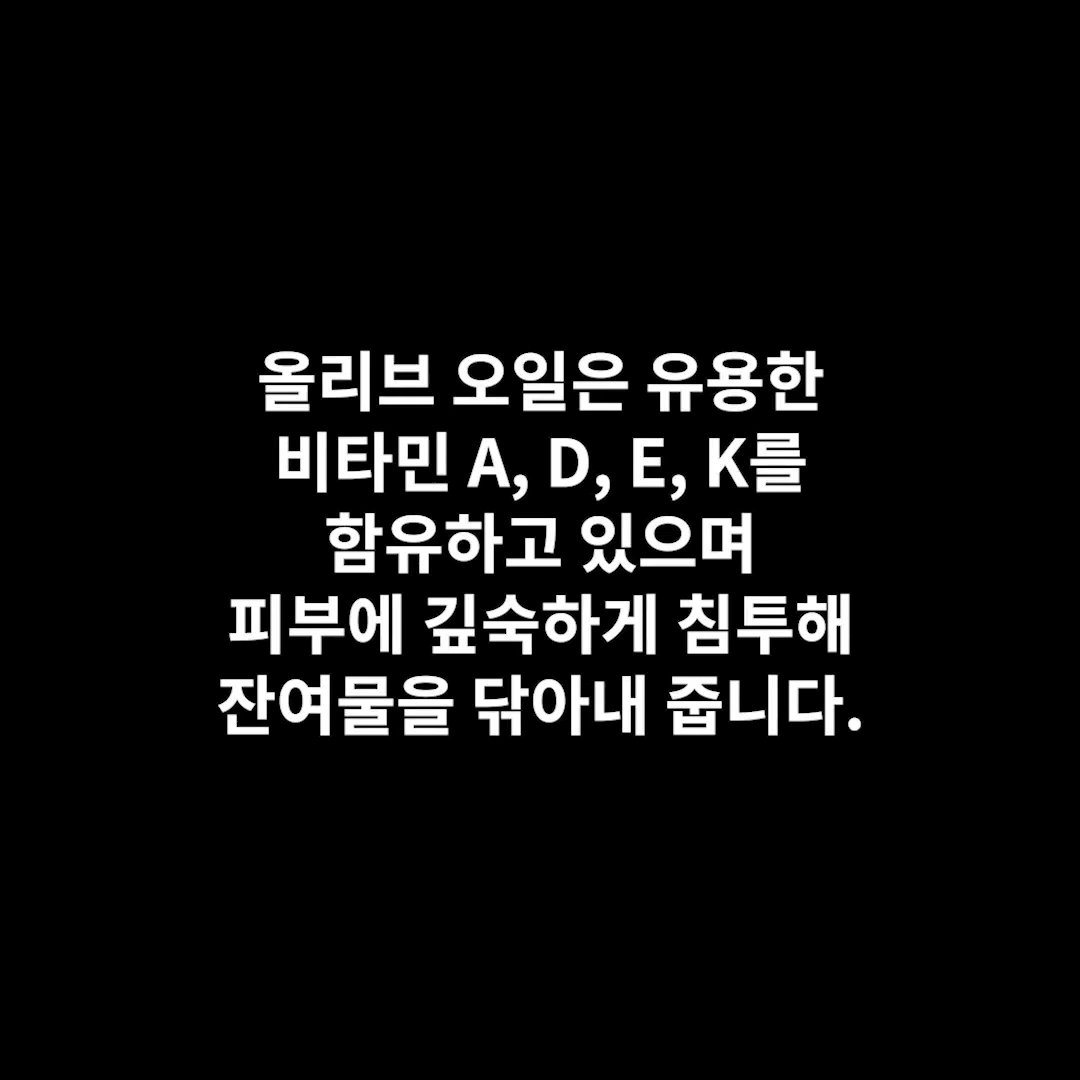 올리브 오일은 유용한
비타민 A, D, E, K를
함유하고 있으며
피부에 깊숙하게 침투해
잔여물을 닦아내 줍니다.